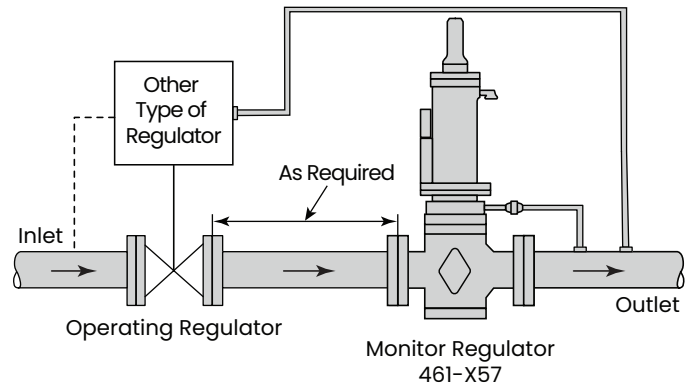 Other
Type of
Regulator
As Required
Inlet
Outlet
Operating Regulator
Monitor Regulator
461-X57